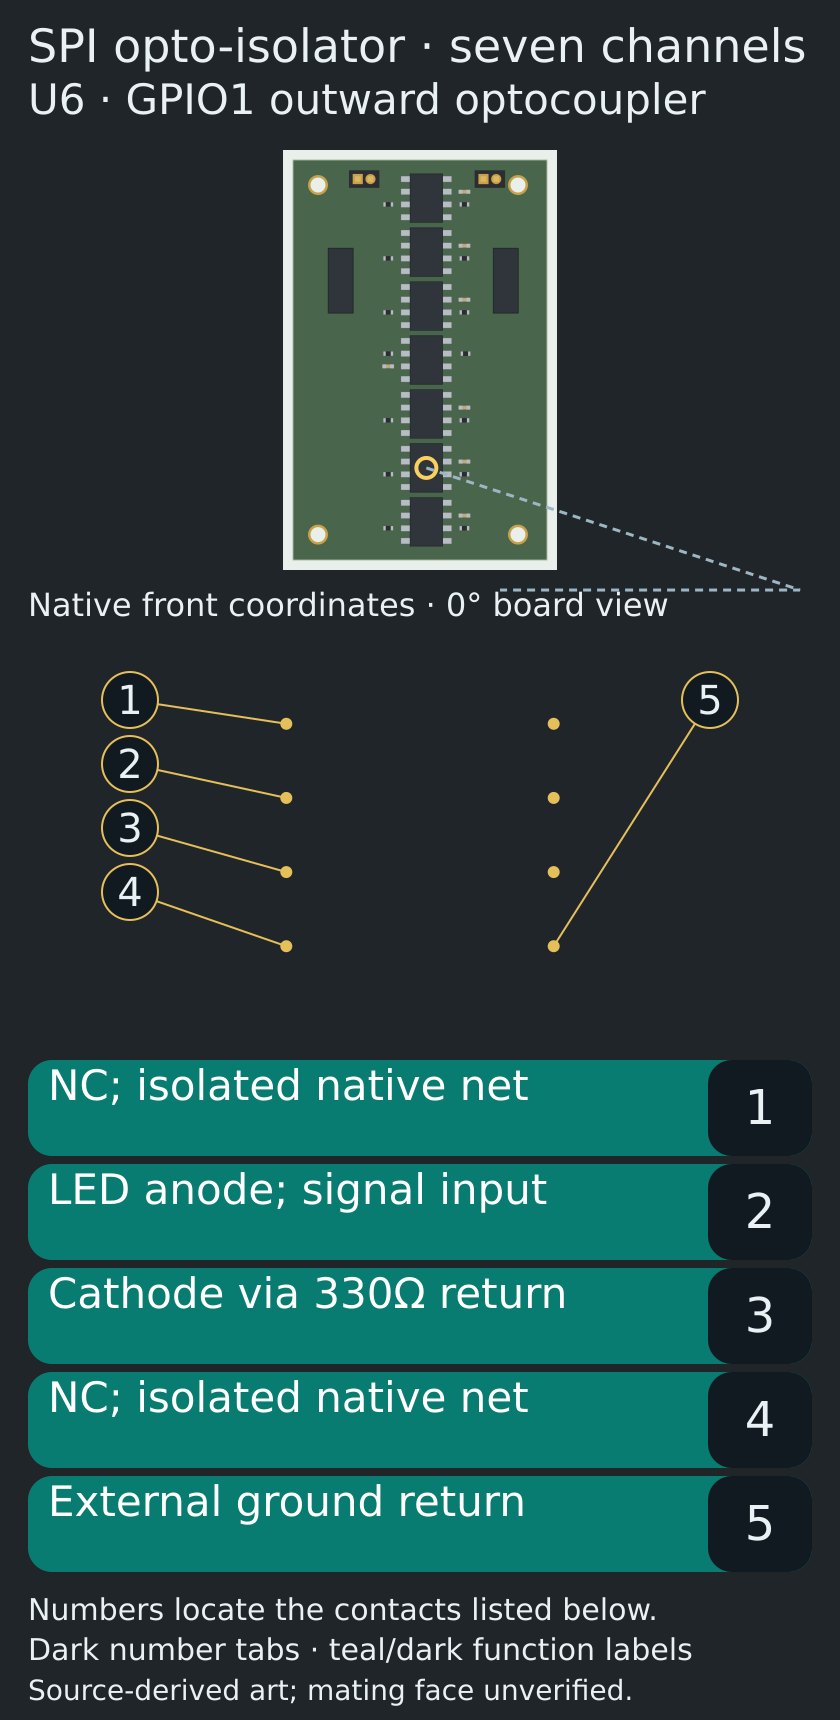 SPI opto-isolator · seven channels
U6 · GPIO1 outward optocoupler
Native front coordinates · 0° board view
1
5
2
3
4
NC; isolated native net
1
LED anode; signal input
2
Cathode via 330Ω return
3
NC; isolated native net
4
External ground return
5
Numbers locate the contacts listed below.
Dark number tabs · teal/dark function labels
Source-derived art; mating face unverified.